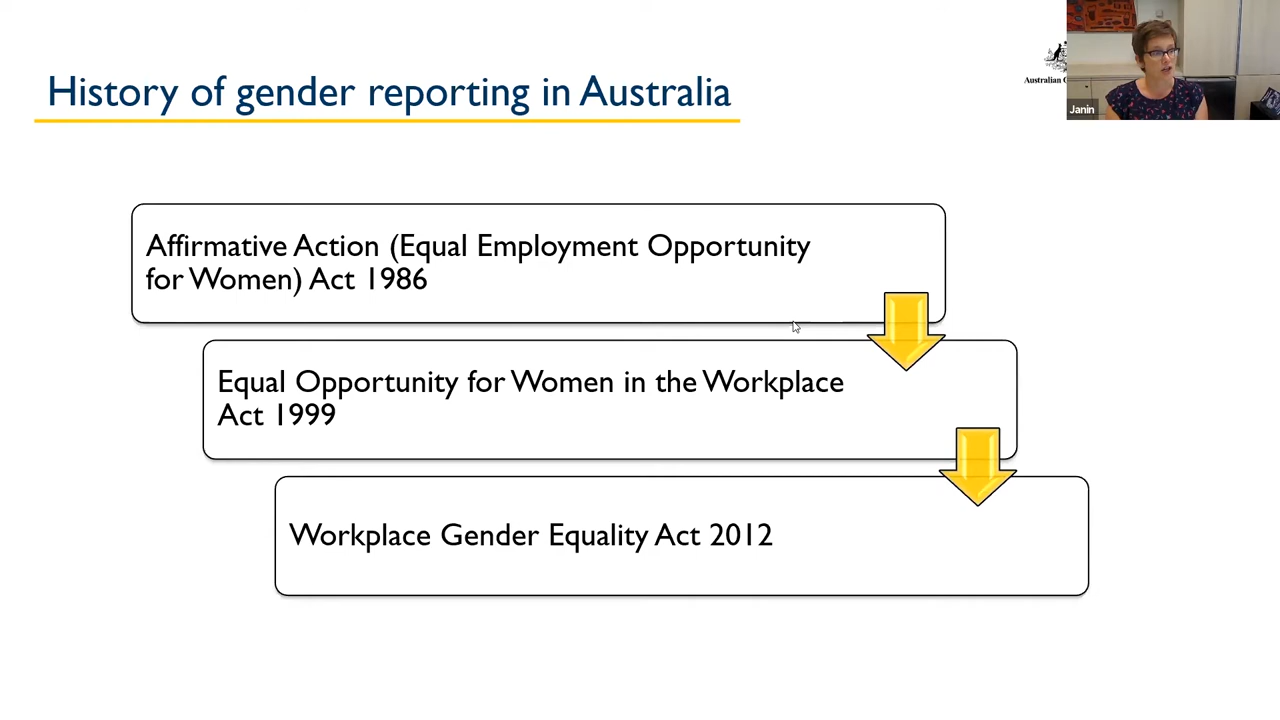 History of gender reporting in Australia
Australian G
Janin
Affirmative Action (Equal Employment Opportunity
for Women) Act 1986
Equal Opportunity for Women in the Workplace
Act 1999
Workplace Gender Equality Act 2012